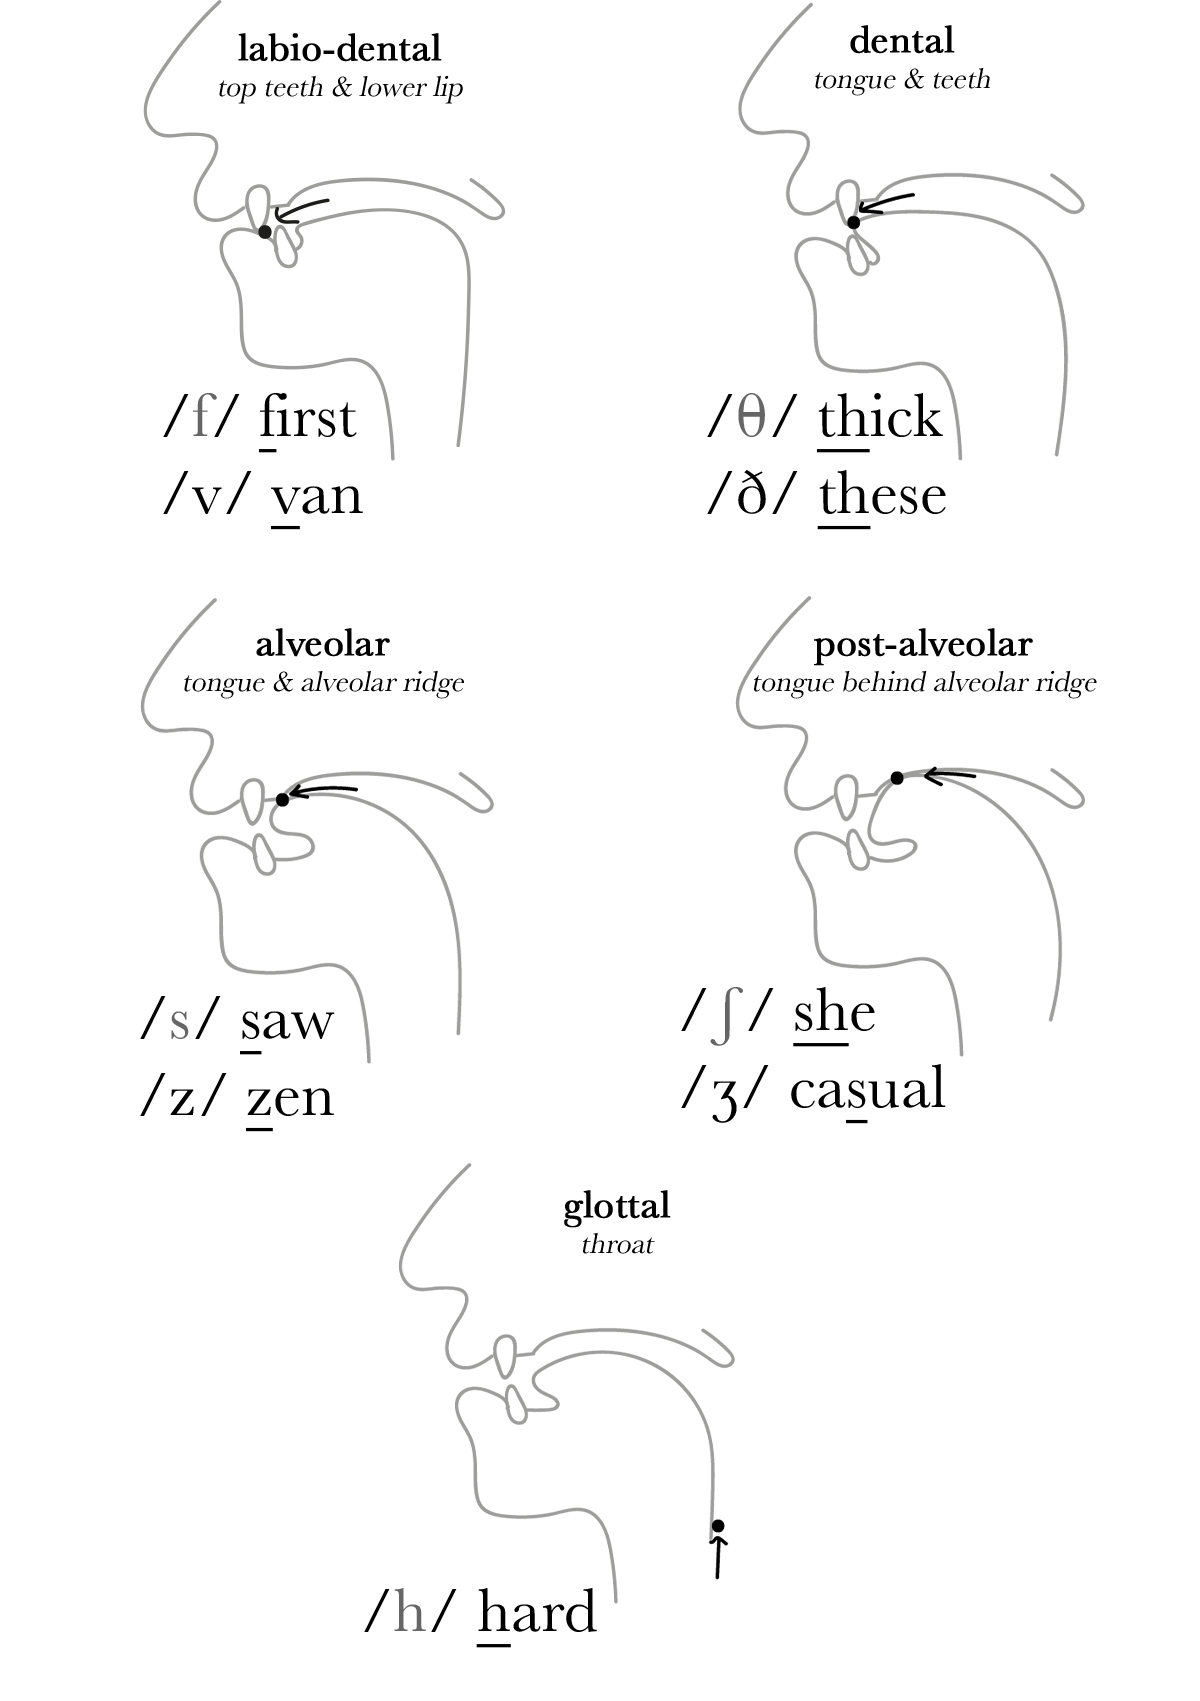 labio-dental
top teeth & lower lip
/f/ first
/v/ van
dental
tongue & teeth
/θ/ thick
/ð/ these
alveolar
tongue & alveolar ridge
/s/ saw
/z/ zen
post-alveolar
tongue behind alveolar ridge
/ʃ/ she
/ʒ/ casual
glottal
throat
/h/ hard